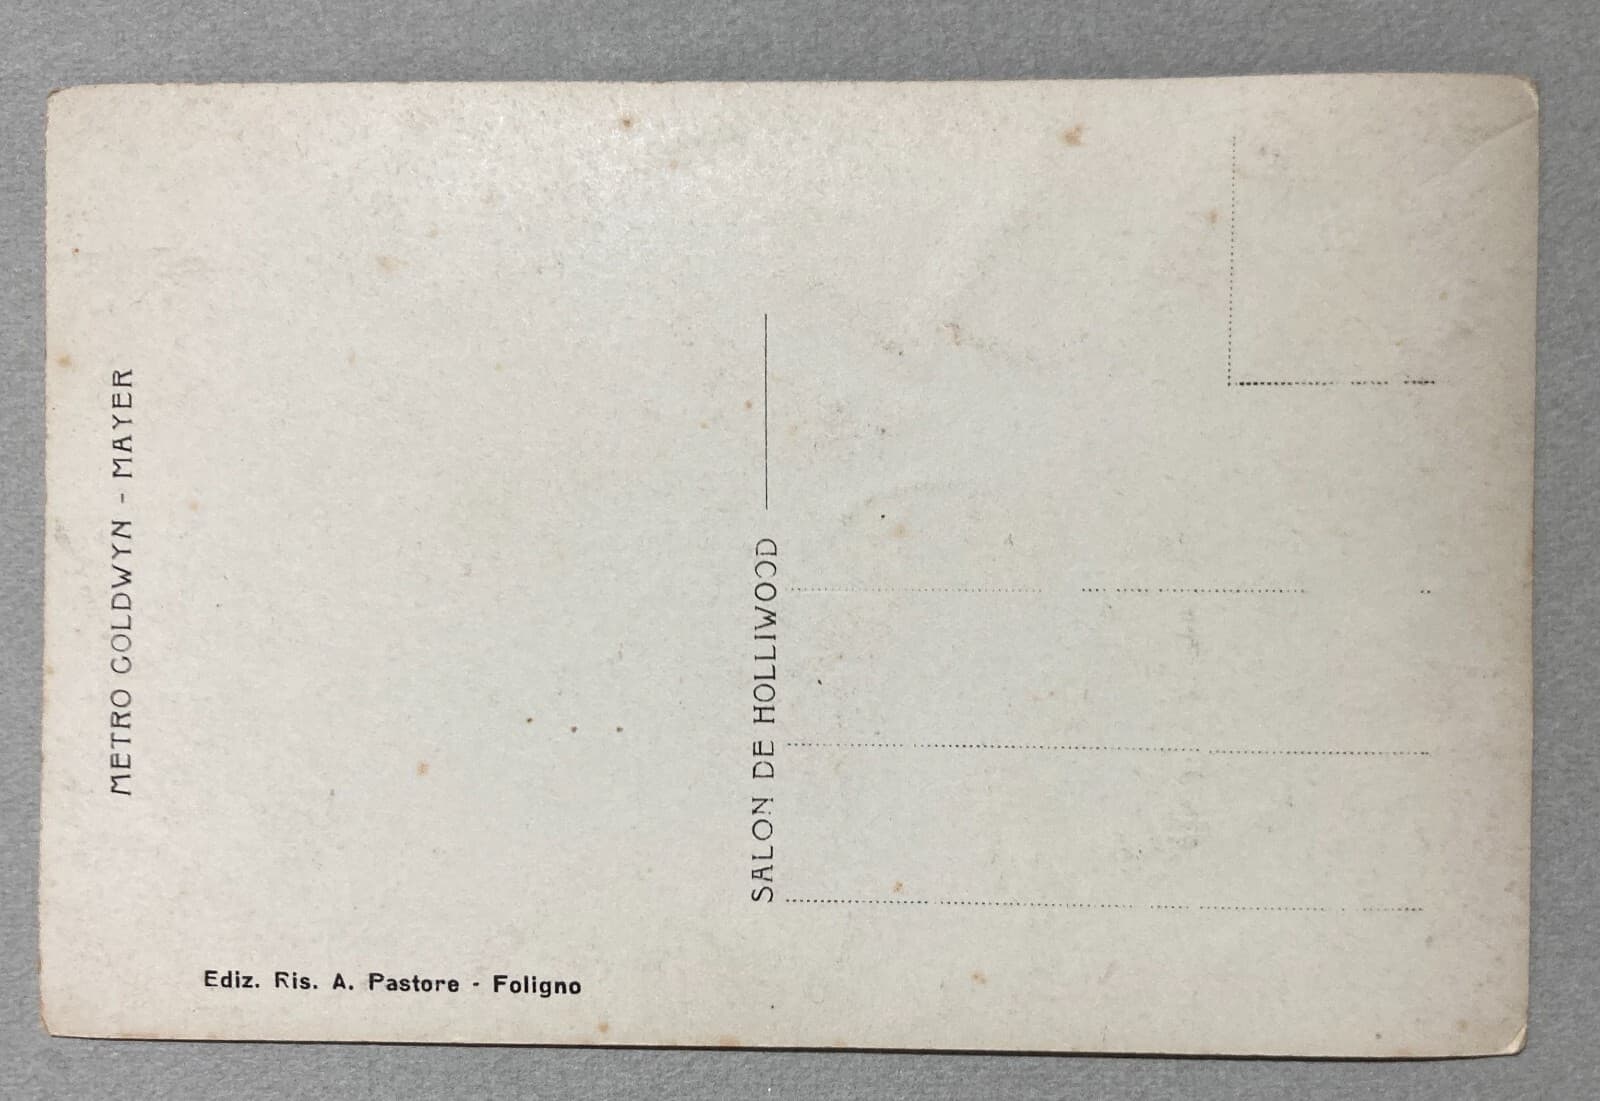 METRO GOLDWYN - MAYER
SALON DE HOLLIWOOD
Ediz. Ris. A. Pastore - Foligno